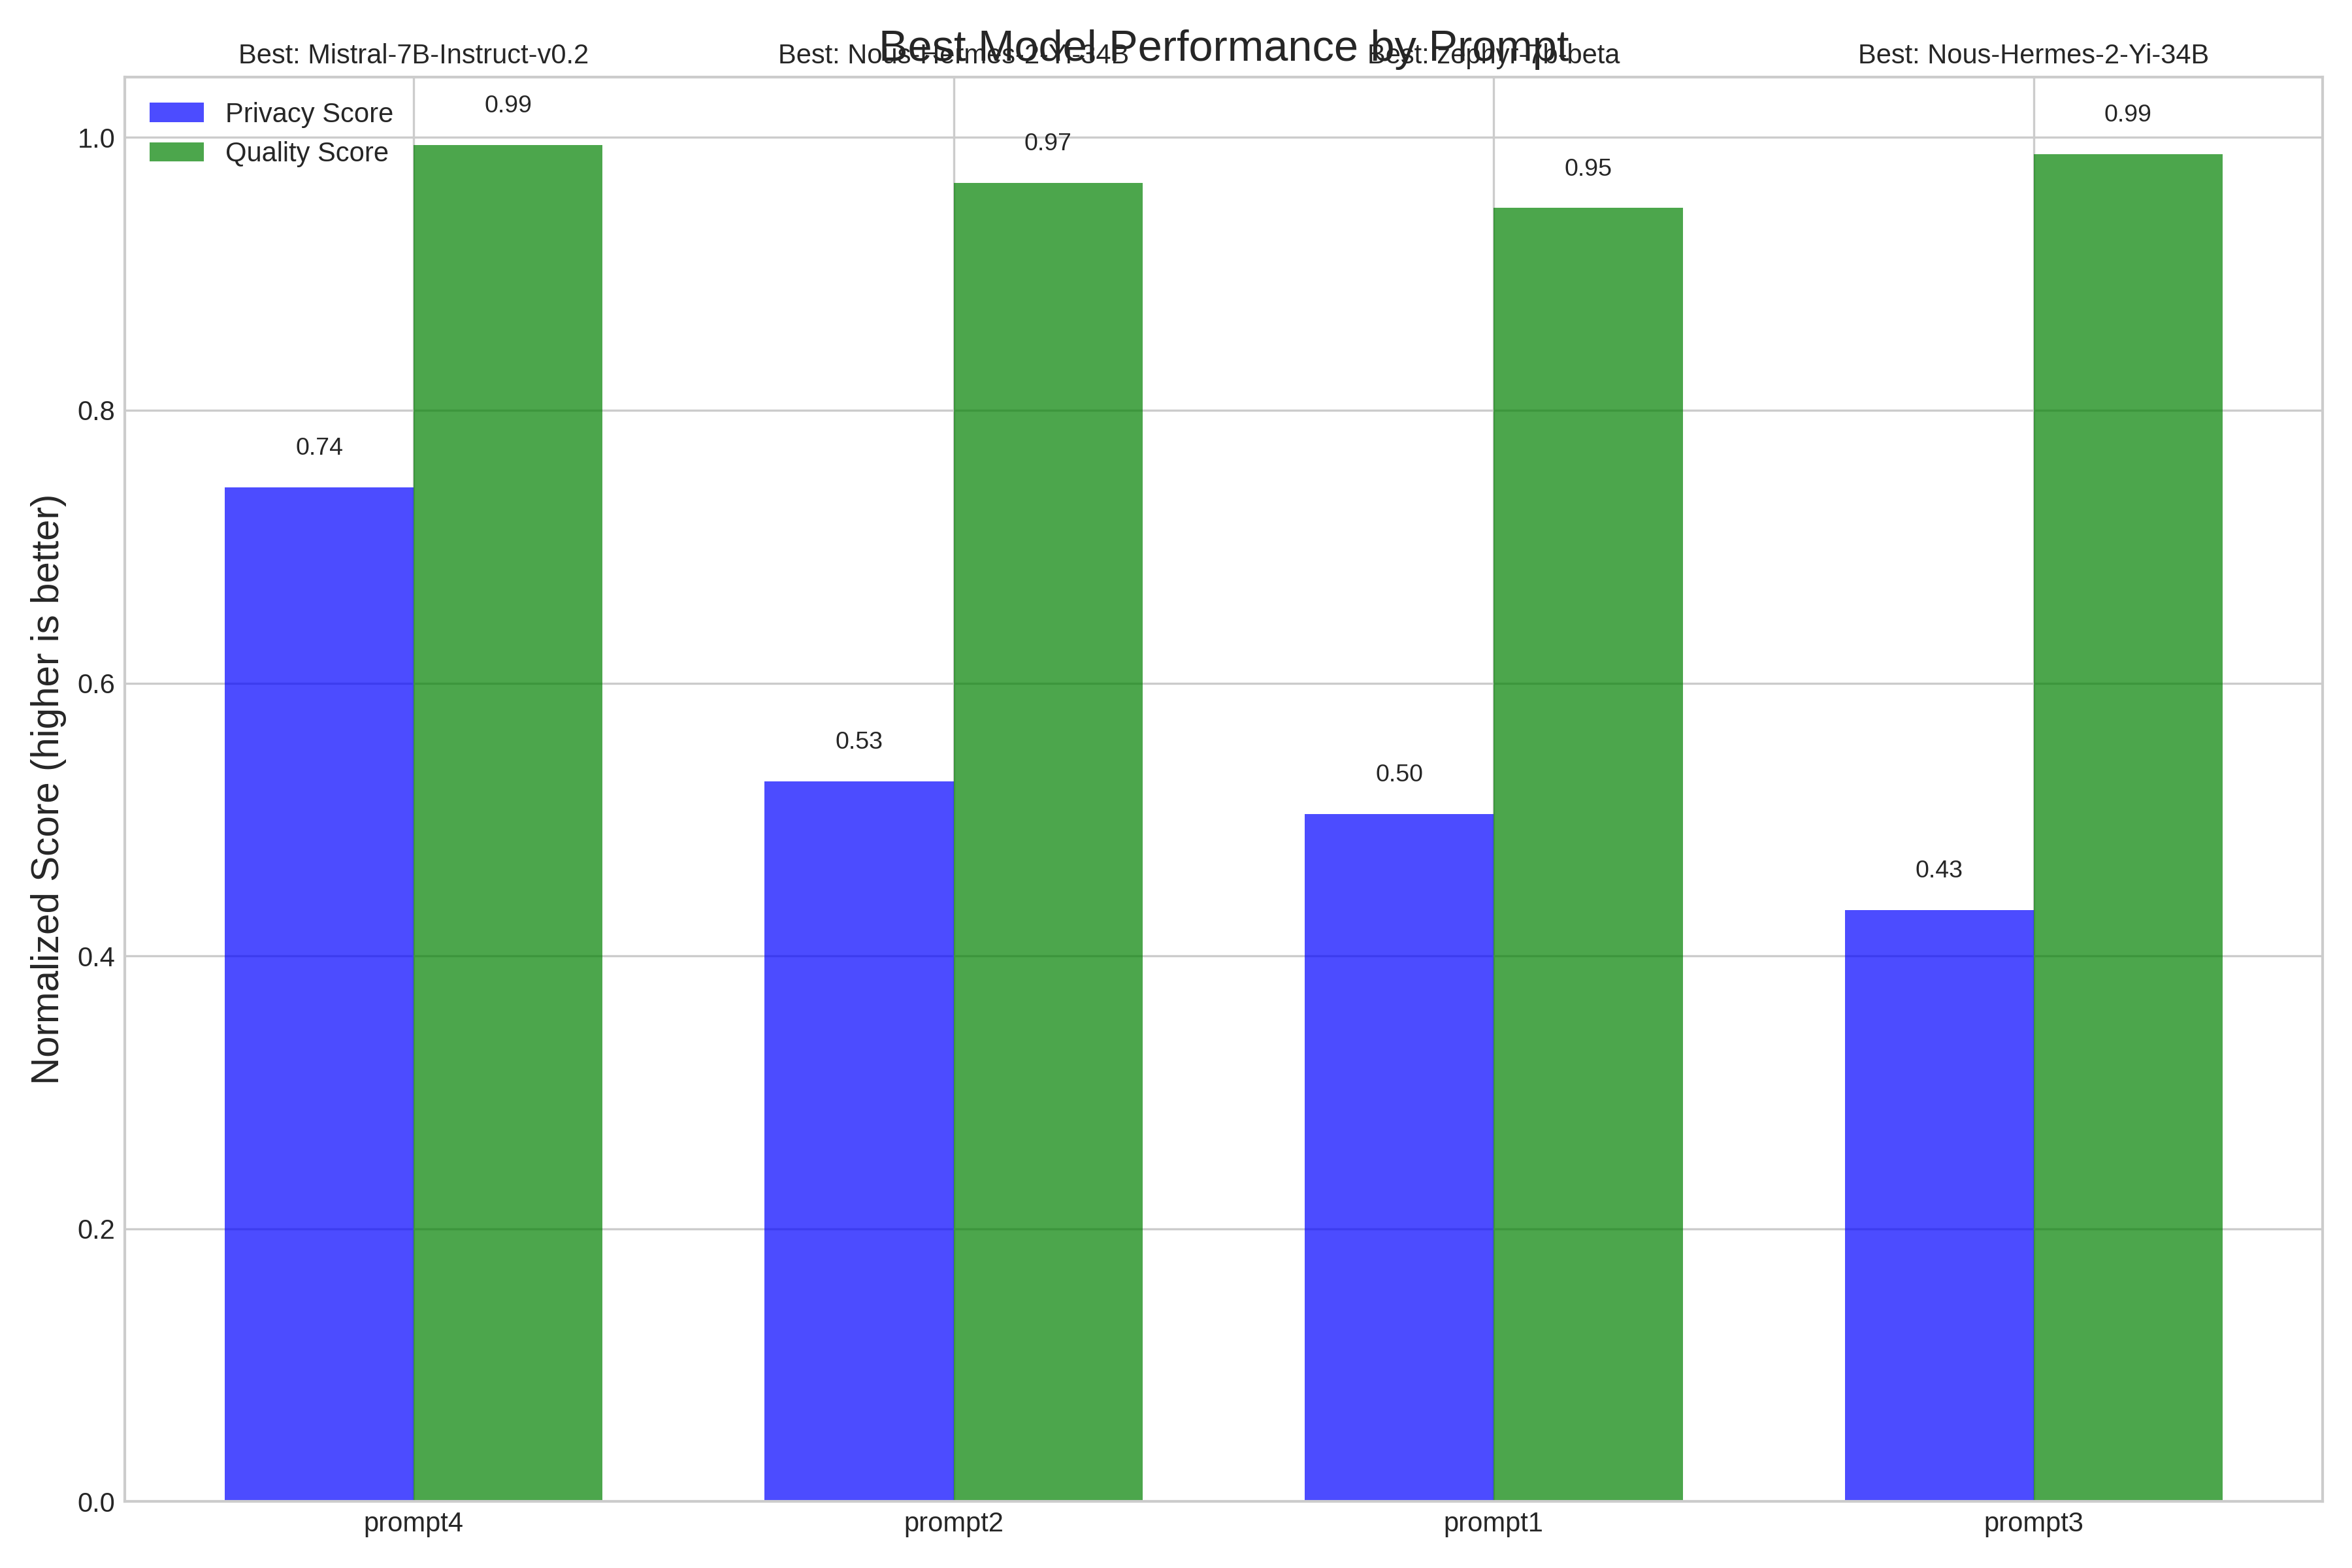 Best Model Performance by Prompt
Best: Mistral-7B-Instruct-v0.2
Best: Nous-Hermes-2-Yi-34B
Best: zephyr-7b-beta
Best: Nous-Hermes-2-Yi-34B
Privacy Score
Quality Score
Normalized Score (higher is better)
1.0
0.8
0.6
0.4
0.2
0.0
0.74
0.99
0.53
0.97
0.50
0.95
0.43
0.99
prompt4
prompt2
prompt1
prompt3